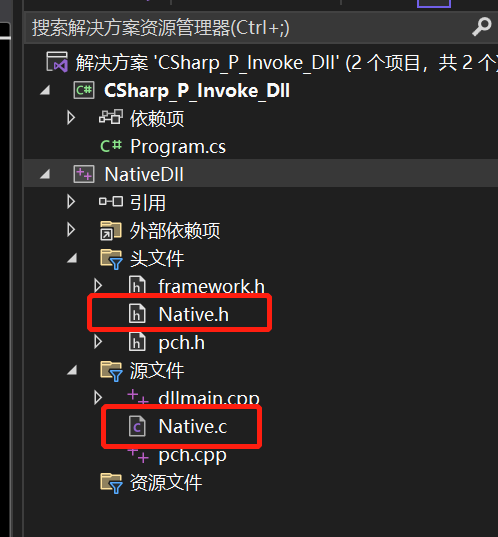 搜索解决方案资源管理器(Ctrl+;)
解决方案 'CSharp_P_Invoke_Dll' (2 个项目，共 2 个)
CSharp_P_Invoke_Dll
依赖项
C# Program.cs
NativeDll
引用
外部依赖项
头文件
framework.h
Native.h
pch.h
源文件
dllmain.cpp
Native.c
pch.cpp
资源文件